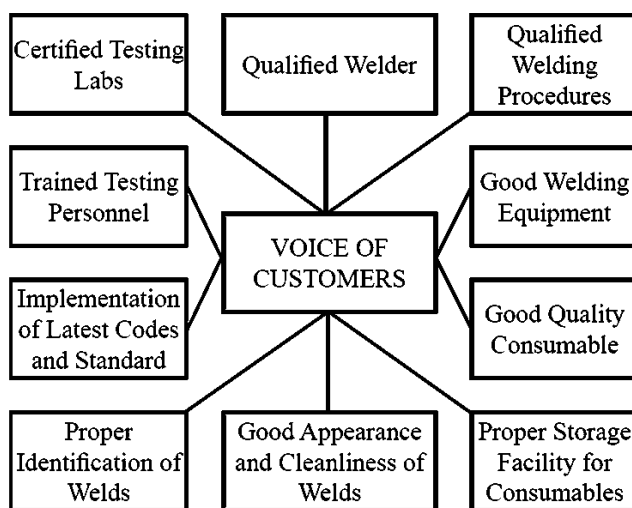 Certified Testing
Labs
Qualified Welder
Qualified
Welding
Procedures
Trained Testing
Personnel
VOICE OF
CUSTOMERS
Good Welding
Equipment
Implementation
of Latest Codes
and Standard
Good Quality
Consumable
Proper
Identification of
Welds
Good Appearance
and Cleanliness of
Welds
Proper Storage
Facility for
Consumables